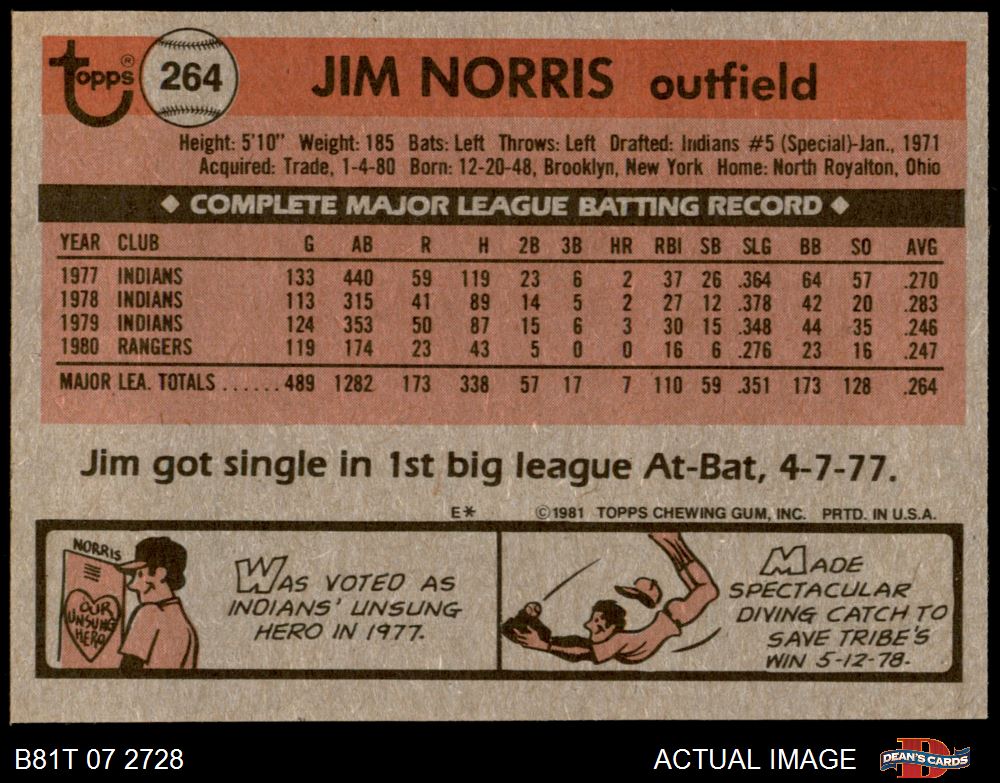 topps®
264
JIM NORRIS outfield
Height: 5'10" Weight: 185 Bats: Left Throws: Left Drafted: Indians #5 (Special)-Jan., 1971
Acquired: Trade, 1-4-80 Born: 12-20-48, Brooklyn, New York Home: North Royalton, Ohio
◆ COMPLETE MAJOR LEAGUE BATTING RECORD ◆
YEAR CLUB G AB R H 2B 3B HR RBI SB SLG BB SO AVG
1977 INDIANS 133 440 59 119 23 6 2 37 26 .364 64 57 .270
1978 INDIANS 113 315 41 89 14 5 2 27 12 .378 42 20 .283
1979 INDIANS 124 353 50 87 15 6 3 30 15 .348 44 35 .246
1980 RANGERS 119 174 23 43 5 0 0 16 6 .276 23 16 .247
MAJOR LEA. TOTALS ...... 489 1282 173 338 57 17 7 110 59 .351 173 128 .264
Jim got single in 1st big league At-Bat, 4-7-77.
E* ©1981 TOPPS CHEWING GUM, INC. PRTD. IN U.S.A.
NORRIS
OUR
UNSUNG
HERO
WAS VOTED AS
INDIANS' UNSUNG
HERO IN 1977.
MADE
SPECTACULAR
DIVING CATCH TO
SAVE TRIBE'S
WIN 5-12-78.
B81T 07 2728
ACTUAL IMAGE
D
DEAN'S CARDS